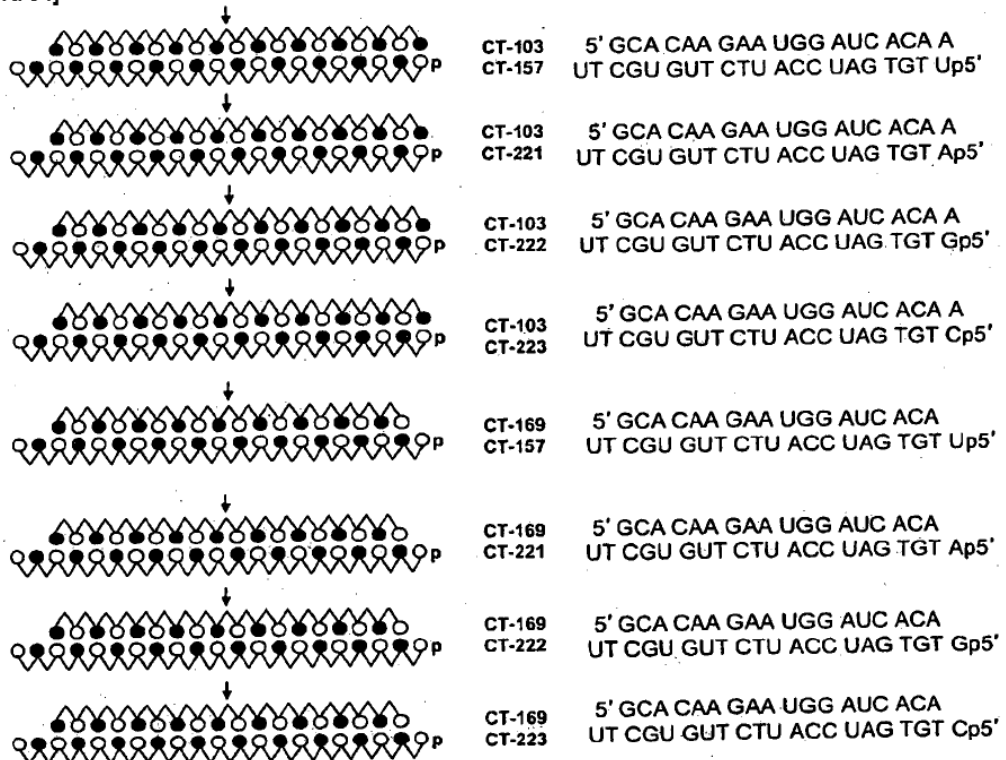 CT-103 5' GCA CAA GAA UGG AUC ACA A
p CT-157 UT CGU GUT CTU ACC UAG TGT Up5'
CT-103 5' GCA CAA GAA UGG AUC ACA A
p CT-221 UT CGU GUT CTU ACC UAG TGT Ap5'
CT-103 5' GCA CAA GAA UGG AUC ACA A
p CT-222 UT CGU GUT CTU ACC UAG TGT Gp5'
CT-103 5' GCA CAA GAA UGG AUC ACA A
p CT-223 UT CGU GUT CTU ACC UAG TGT Cp5'
CT-169 5' GCA CAA GAA UGG AUC ACA
p CT-157 UT CGU GUT CTU ACC UAG TGT Up5'
CT-169 5' GCA CAA GAA UGG AUC ACA
p CT-221 UT CGU GUT CTU ACC UAG TGT Ap5'
CT-169 5' GCA CAA GAA UGG AUC ACA
p CT-222 UT CGU GUT CTU ACC UAG TGT Gp5'
CT-169 5' GCA CAA GAA UGG AUC ACA
p CT-223 UT CGU GUT CTU ACC UAG TGT Cp5'